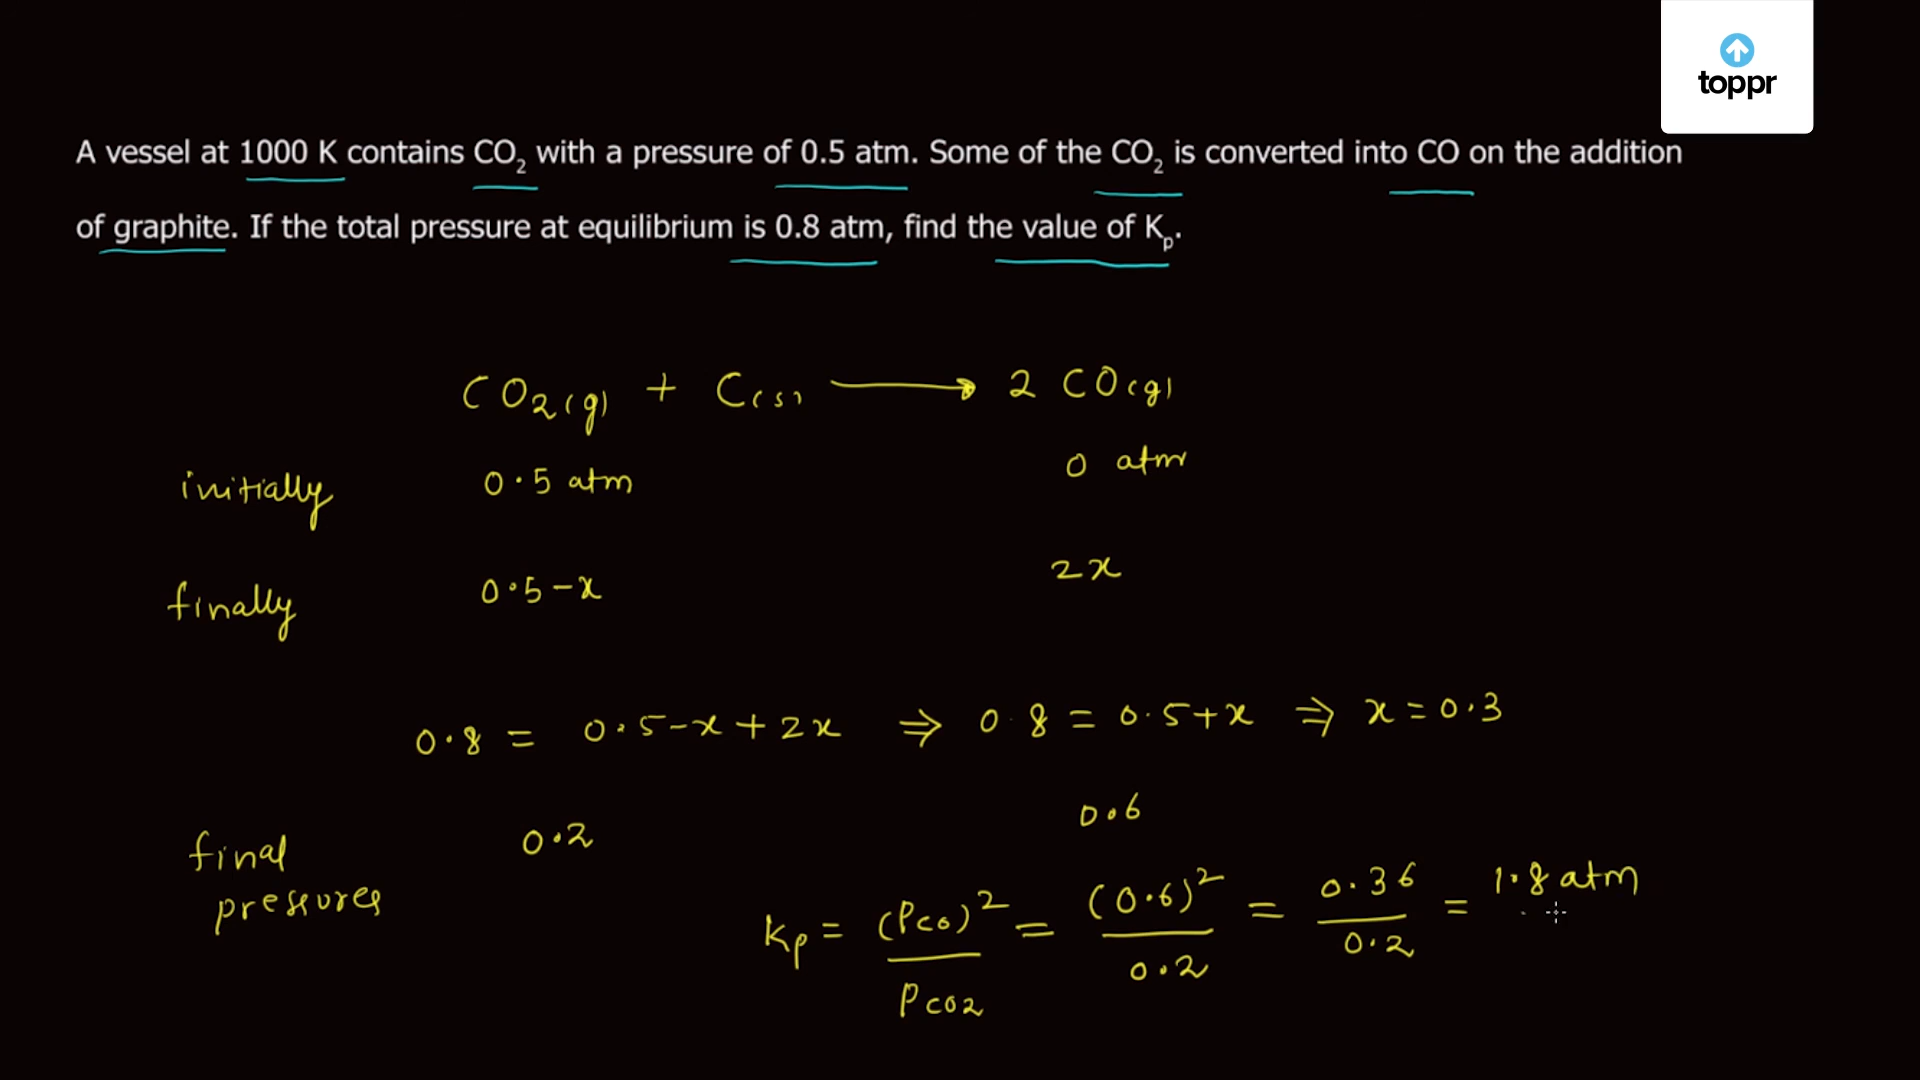 toppr
A vessel at 1000 K contains CO₂ with a pressure of 0.5 atm. Some of the CO₂ is converted into CO on the addition
of graphite. If the total pressure at equilibrium is 0.8 atm, find the value of Kₚ.
CO₂(g) + C(s) ⟶ 2 CO(g)
initially 0.5 atm 0 atm
finally 0.5-x 2x
0.8 = 0.5-x+2x ⇒ 0.8 = 0.5+x ⇒ x=0.3
final pressures 0.2 0.6
Kp = (Pco)² / Pco₂ = (0.6)² / 0.2 = 0.36 / 0.2 = 1.8 atm